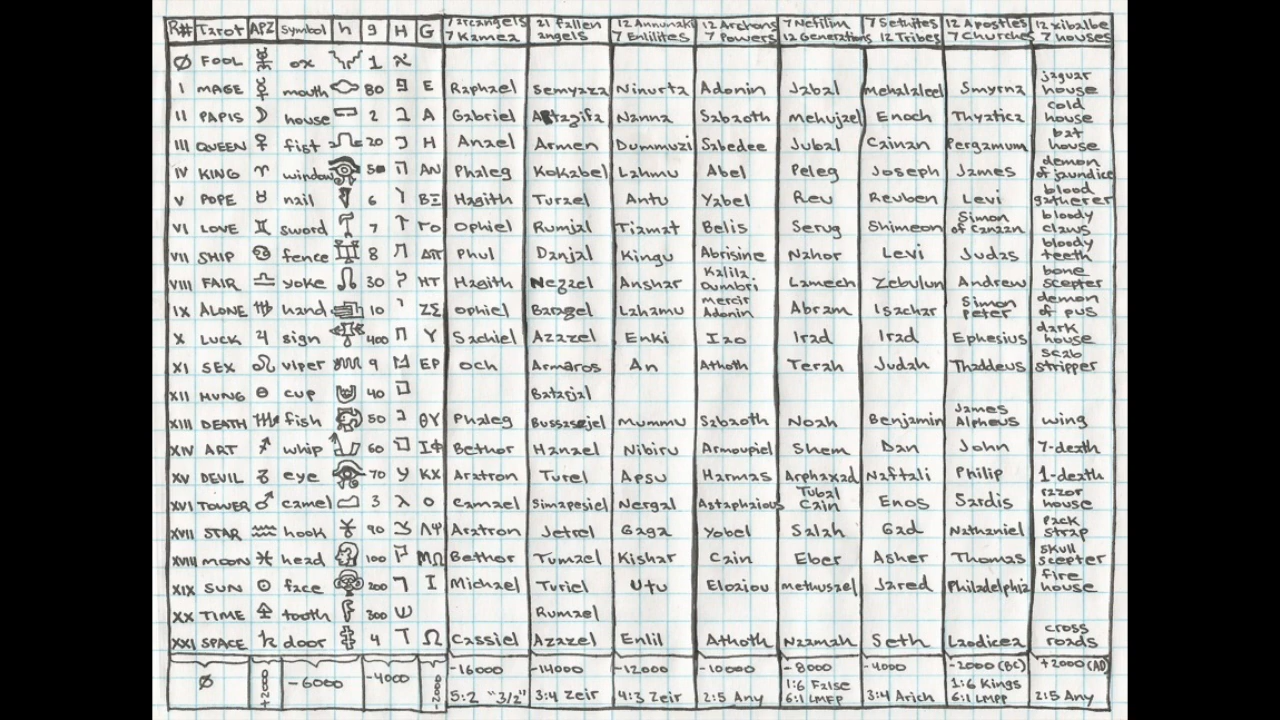 R# Tarot APZ Symbol h 9 H G 7 arcangels 7 Kamea 21 fallen angels 12 Annunaki 7 Enlilites 12 Archons 7 Powers 7 Nefilim 12 Generations 7 Sethites 12 Tribes 12 Apostles 7 Churches 12 xibalbe 7 houses
Ø FOOL ox 1 א
I MAGE ☿ mouth 80 פ E Raphael Semyaza Ninurta Adonin Jabal Mehalaleel Smyrna jaguar house
II PAPIS ☽ house 2 ב A Gabriel Nanna Sabaoth Mehujael Enoch Thyatica cold house
III QUEEN ♀ fist 20 כ H Anael Armen Dummuzi Sabedee Jubal Cainan Pergamum bat house
IV KING ♈ window AN Phaleg Kokabel Lahmu Abel Peleg Joseph James demon of jaundice
V POPE ♉ nail 6 ו BΞ Hagith Turael Antu Yabel Reu Reuben Levi blood gatherer
VI LOVE ♊ sword 7 ז ΓO Ophiel Rumjal Tiamat Belis Serug Shimeon Simon of Canaan bloody claws
VII SHIP ♋ fence 8 ח ΔΠ Phul Danjal Kingu Abrisine Nahor Levi Judas bloody teeth
VIII FAIR ♎ yoke 30 HT Hagith Nezael Anshar Kalila Oumbri Lamech Zebulun Andrew bone scepter
IX ALONE ♍ hand 10 י ZΣ Ophiel Baragel Lahamu mercir Adonin Abram Isachar Simon Peter demon of pus
X LUCK ♃ sign 400 Y Sachiel Azazel Enki Iao Irad Irad Ephesius dark house
XI SEX ♌ viper 9 EP Och Armaros An Athoth Terah Judah Thaddeus scab stripper
XII HUNG cup 40 Batarjal
XIII DEATH ♏ fish 50 נ ΘY Phaleg Bussasejel Mummu Sabaoth Noah Benjamin James Alpheus wing
XIV ART ♐ whip 60 IΦ Bethor Hanael Nibiru Armoupiel Shem Dan John 7-death
XV DEVIL ♑ eye 70 KX Aratron Turel Apsu Harmas Arphaxad Naftali Philip 1-death
XVI TOWER ♂ camel 3 O Camael Simapesiel Nergal Astaphaious Tubal Cain Enos Sardis razor house
XVII STAR ♒ hook 90 ΛΨ Aratron Jetrel Gaga Yobel Salah Gad Nathaniel pack strap
XVIII MOON ♓ head 100 MΩ Bethor Tumael Kishar Cain Eber Asher Thomas skull scepter
XIX SUN ☉ face 200 I Michael Turiel Utu Eloaiou Methusael Jared Philadelphia fire house
XX TIME tooth 300 Rumael
XXI SPACE door 4 Ω Cassiel Azazel Enlil Athoth Naamah Seth Laodicea cross roads
Ø -6000 -4000 -16000 -14000 -12000 -10000 -8000 -4000 -2000 (BC) +2000 (AD)
1:6 False 1:6 Kings
5:2 "3/2" 3:4 Zeir 4:3 Zeir 2:5 Any 6:1 LMFP 3:4 Arich 6:1 LMPP 2:5 Any